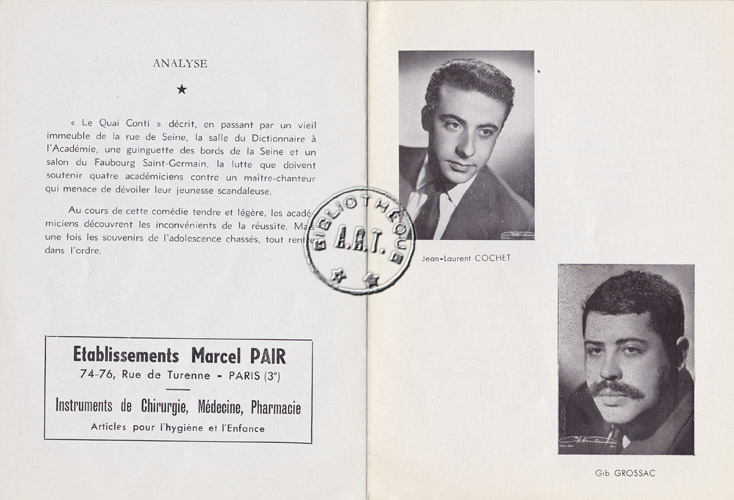 ANALYSE
« Le Quai Conti » décrit, en passant par un vieil
immeuble de la rue de Seine, la salle du Dictionnaire à
l'Académie, une guinguette des bords de la Seine et un
salon du Faubourg Saint-Germain, la lutte que doivent
soutenir quatre académiciens contre un maître-chanteur
qui menace de dévoiler leur jeunesse scandaleuse.
Au cours de cette comédie tendre et légère, les acadé-
miciens découvrent les inconvénients de la réussite. Mais
une fois les souvenirs de l'adolescence chassés, tout rentre
dans l'ordre.
Etablissements Marcel PAIR
74-76, Rue de Turenne - PARIS (3e)
Instruments de Chirurgie, Médecine, Pharmacie
Articles pour l'hygiène et l'Enfance
BIBLIOTHÈQUE
A.R.T.
Jean-Laurent COCHET
Gib GROSSAC